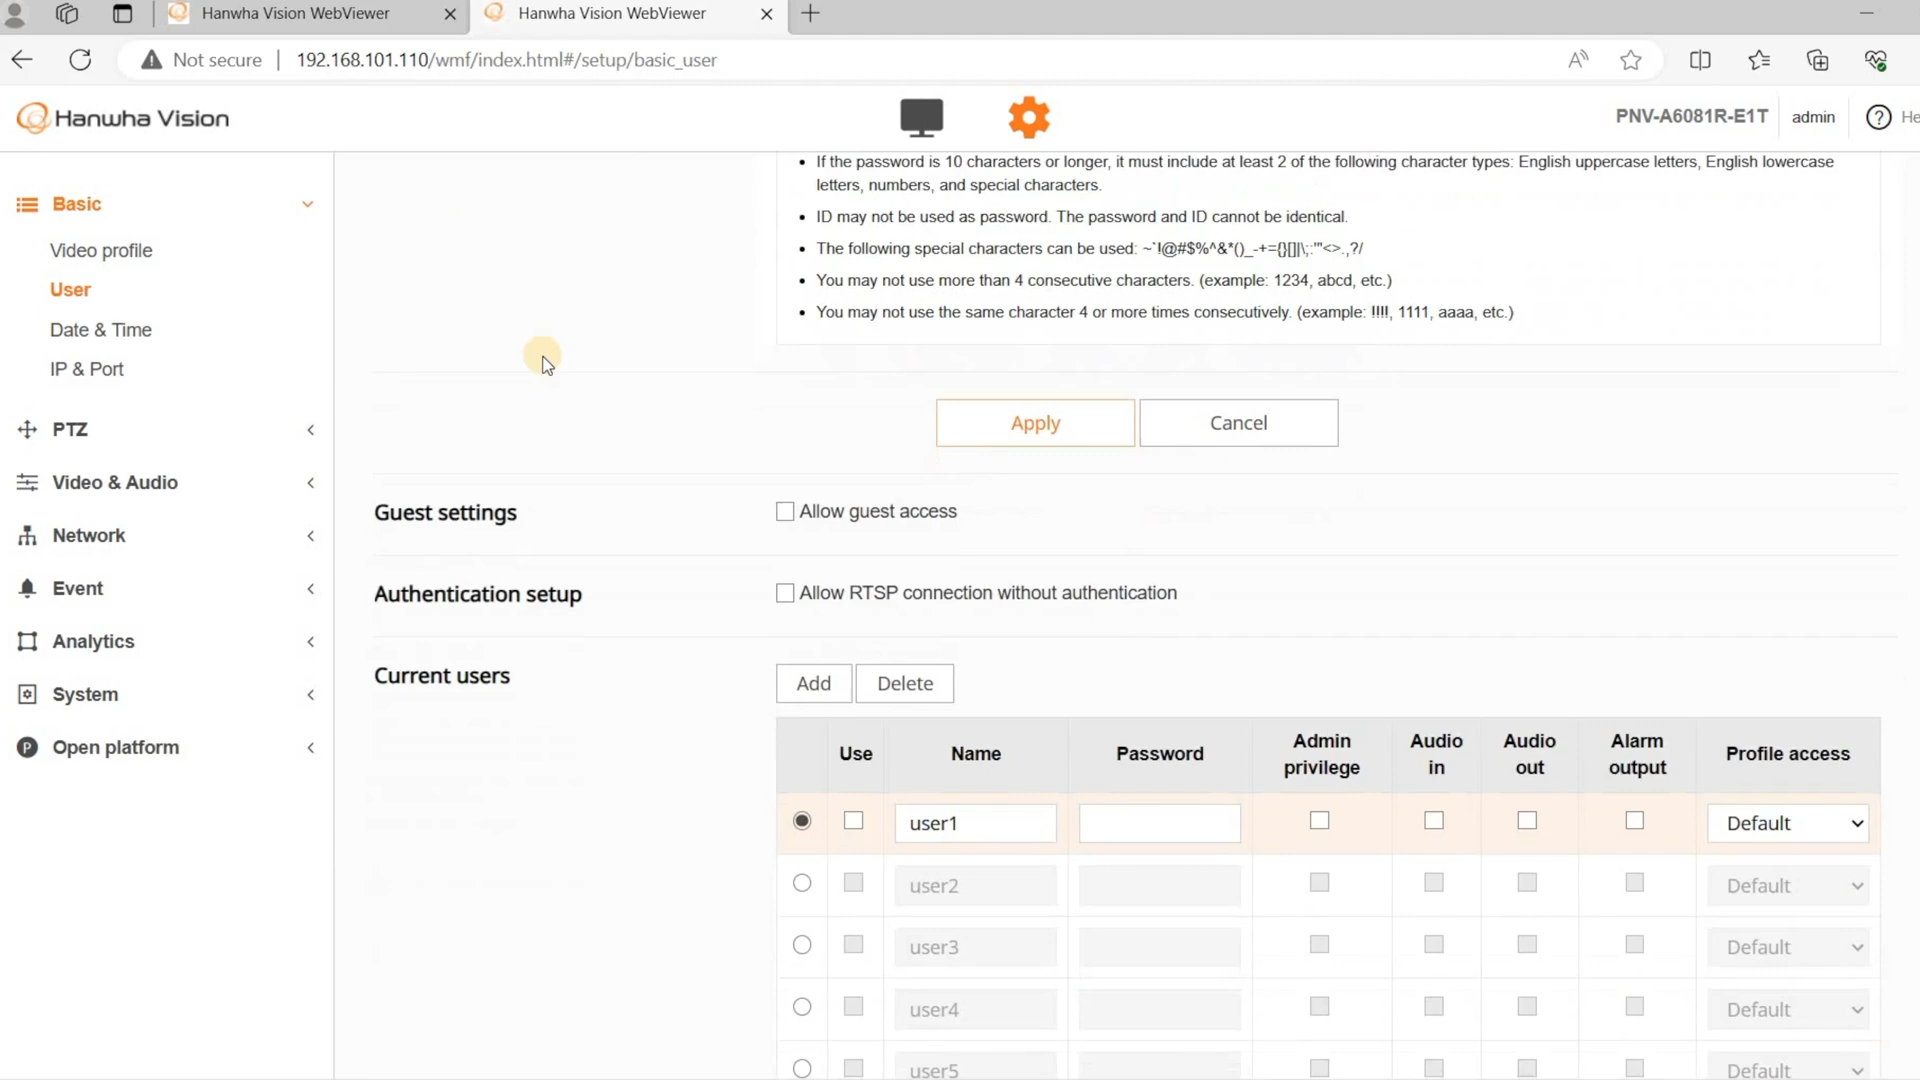 Hanwha Vision WebViewer
Hanwha Vision WebViewer
Not secure
192.168.101.110/wmf/index.html#/setup/basic_user
Hanwha Vision
PNV-A6081R-E1T
admin
He
Basic
Video profile
User
Date & Time
IP & Port
PTZ
Video & Audio
Network
Event
Analytics
System
Open platform
• If the password is 10 characters or longer, it must include at least 2 of the following character types: English uppercase letters, English lowercase
letters, numbers, and special characters.
• ID may not be used as password. The password and ID cannot be identical.
• The following special characters can be used: ~`!@#$%^&*()_-+={}[]|\;:'"<>.,?/
• You may not use more than 4 consecutive characters. (example: 1234, abcd, etc.)
• You may not use the same character 4 or more times consecutively. (example: !!!!, 1111, aaaa, etc.)
Apply
Cancel
Guest settings
Allow guest access
Authentication setup
Allow RTSP connection without authentication
Current users
Add
Delete
Use
Name
Password
Admin
privilege
Audio
in
Audio
out
Alarm
output
Profile access
user1
Default
user2
Default
user3
Default
user4
Default
user5
Default